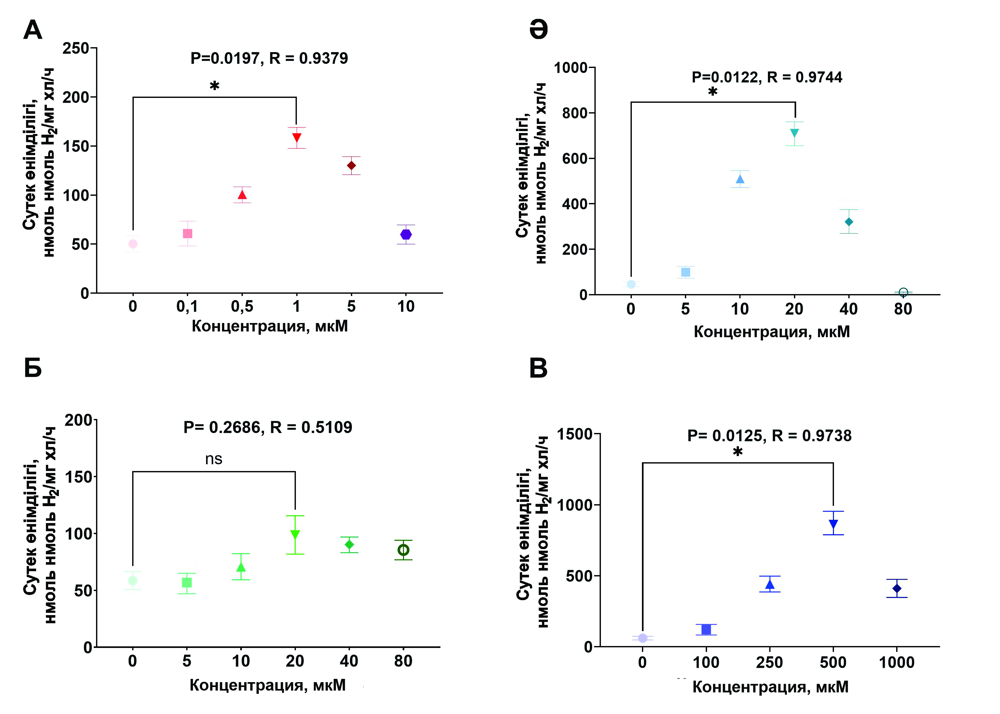 А
P=0.0197, R = 0.9379
*
250
200
150
100
50
0
Сутек өнімділігі,
нмоль нмоль H₂/мг хл/ч
0 0,1 0,5 1 5 10
Концентрация, мкМ
Ә
P=0.0122, R = 0.9744
*
1000
800
600
400
200
0
Сутек өнімділігі,
нмоль нмоль H₂/мг хл/ч
0 5 10 20 40 80
Концентрация, мкМ
Б
P= 0.2686, R = 0.5109
ns
200
150
100
50
0
Сутек өнімділігі,
нмоль нмоль H₂/мг хл/ч
0 5 10 20 40 80
Концентрация, мкМ
В
P= 0.0125, R = 0.9738
*
1500
1000
500
0
Сутек өнімділігі,
нмоль нмоль H₂/мг хл/ч
0 100 250 500 1000
Концентрация, мкМ